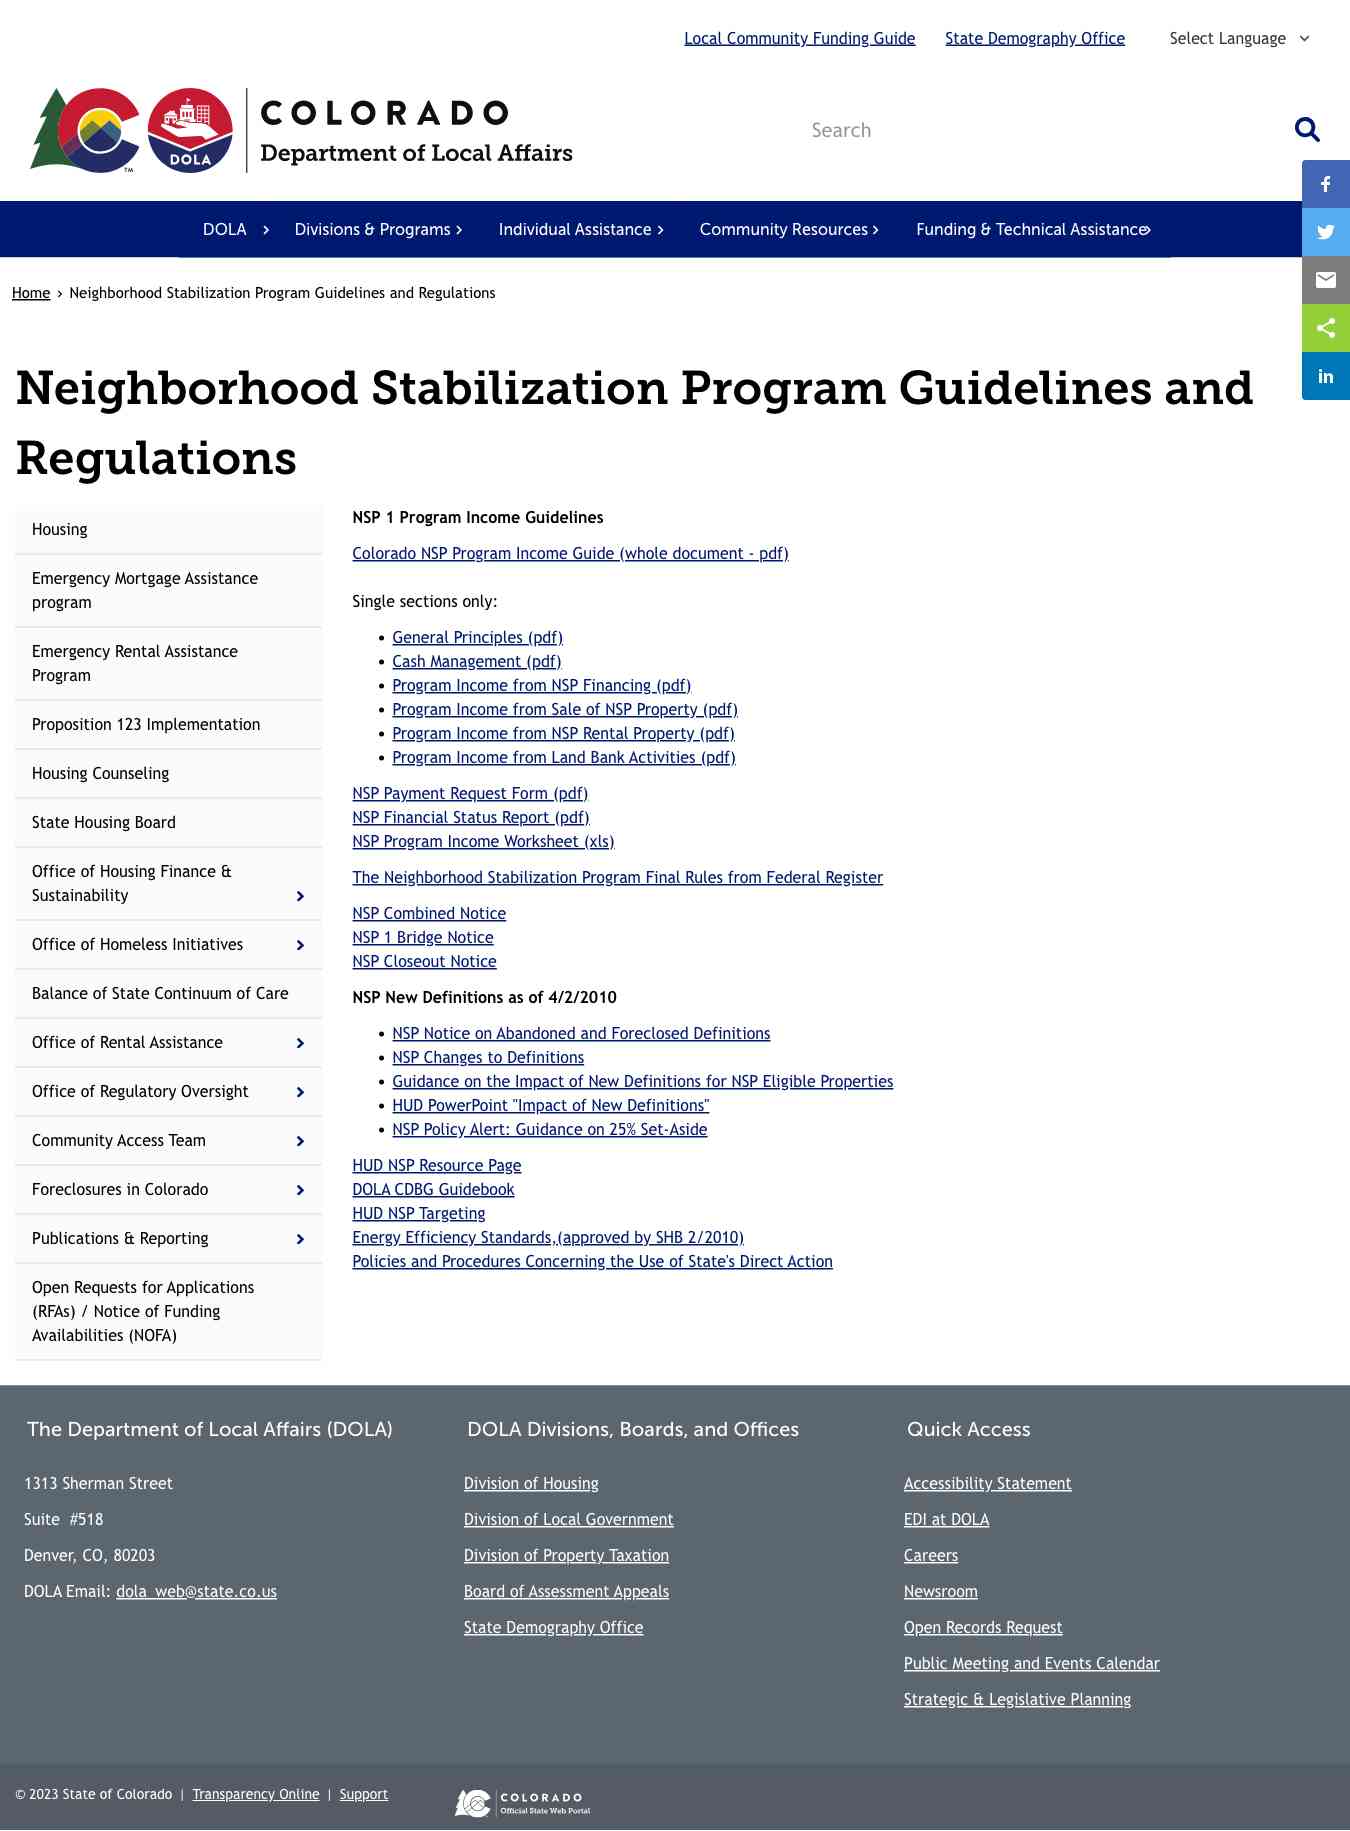 Local Community Funding Guide
State Demography Office
Select Language
DOLA
TM
COLORADO
Department of Local Affairs
Search
DOLA
Divisions & Programs
Individual Assistance
Community Resources
Funding & Technical Assistance
Home › Neighborhood Stabilization Program Guidelines and Regulations
Neighborhood Stabilization Program Guidelines and
Regulations
Housing
Emergency Mortgage Assistance
program
Emergency Rental Assistance
Program
Proposition 123 Implementation
Housing Counseling
State Housing Board
Office of Housing Finance &
Sustainability
Office of Homeless Initiatives
Balance of State Continuum of Care
Office of Rental Assistance
Office of Regulatory Oversight
Community Access Team
Foreclosures in Colorado
Publications & Reporting
Open Requests for Applications
(RFAs) / Notice of Funding
Availabilities (NOFA)
NSP 1 Program Income Guidelines
Colorado NSP Program Income Guide (whole document - pdf)
Single sections only:
• General Principles (pdf)
• Cash Management (pdf)
• Program Income from NSP Financing (pdf)
• Program Income from Sale of NSP Property (pdf)
• Program Income from NSP Rental Property (pdf)
• Program Income from Land Bank Activities (pdf)
NSP Payment Request Form (pdf)
NSP Financial Status Report (pdf)
NSP Program Income Worksheet (xls)
The Neighborhood Stabilization Program Final Rules from Federal Register
NSP Combined Notice
NSP 1 Bridge Notice
NSP Closeout Notice
NSP New Definitions as of 4/2/2010
• NSP Notice on Abandoned and Foreclosed Definitions
• NSP Changes to Definitions
• Guidance on the Impact of New Definitions for NSP Eligible Properties
• HUD PowerPoint "Impact of New Definitions"
• NSP Policy Alert: Guidance on 25% Set-Aside
HUD NSP Resource Page
DOLA CDBG Guidebook
HUD NSP Targeting
Energy Efficiency Standards,(approved by SHB 2/2010)
Policies and Procedures Concerning the Use of State's Direct Action
The Department of Local Affairs (DOLA)
1313 Sherman Street
Suite #518
Denver, CO, 80203
DOLA Email: dola_web@state.co.us
DOLA Divisions, Boards, and Offices
Division of Housing
Division of Local Government
Division of Property Taxation
Board of Assessment Appeals
State Demography Office
Quick Access
Accessibility Statement
EDI at DOLA
Careers
Newsroom
Open Records Request
Public Meeting and Events Calendar
Strategic & Legislative Planning
© 2023 State of Colorado | Transparency Online | Support
COLORADO
Official State Web Portal